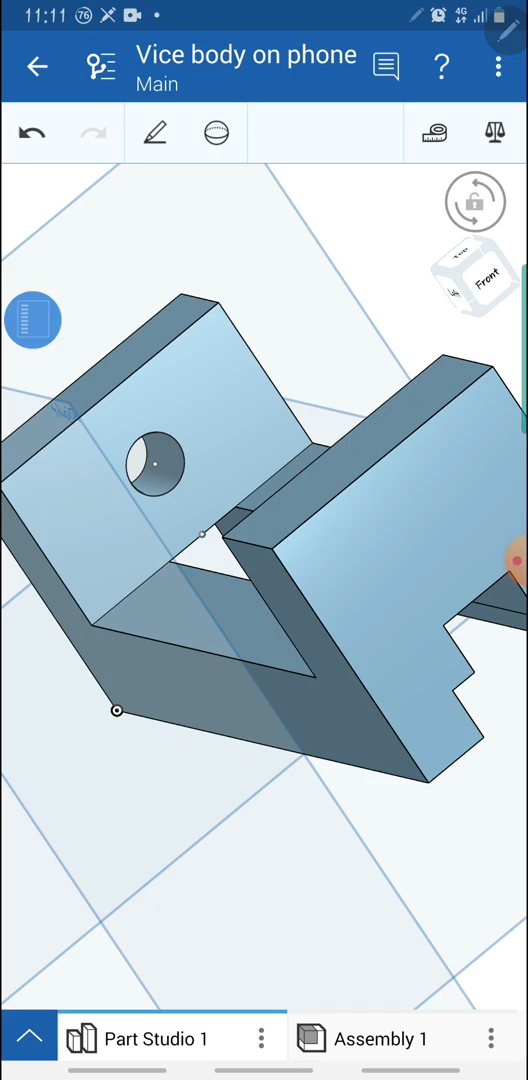 11:11 76 4G
Vice body on phone
Main
?
Top
Front
Left
Part Studio 1
Assembly 1